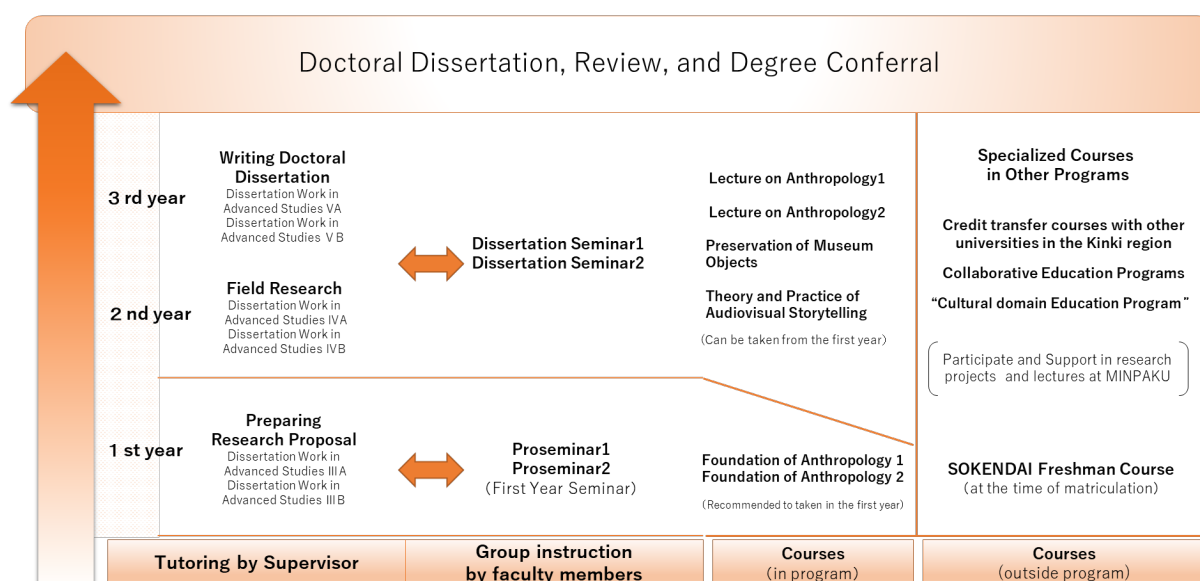 Doctoral Dissertation, Review, and Degree Conferral
3 rd year
Writing Doctoral
Dissertation
Dissertation Work in
Advanced Studies VA
Dissertation Work in
Advanced Studies V B
2 nd year
Field Research
Dissertation Work in
Advanced Studies IVA
Dissertation Work in
Advanced Studies IVB
Dissertation Seminar1
Dissertation Seminar2
Lecture on Anthropology1
Lecture on Anthropology2
Preservation of Museum
Objects
Theory and Practice of
Audiovisual Storytelling
(Can be taken from the first year)
Specialized Courses
in Other Programs
Credit transfer courses with other
universities in the Kinki region
Collaborative Education Programs
“Cultural domain Education Program”
Participate and Support in research
projects and lectures at MINPAKU
1 st year
Preparing
Research Proposal
Dissertation Work in
Advanced Studies III A
Dissertation Work in
Advanced Studies III B
Proseminar1
Proseminar2
(First Year Seminar)
Foundation of Anthropology 1
Foundation of Anthropology 2
(Recommended to taken in the first year)
SOKENDAI Freshman Course
(at the time of matriculation)
Tutoring by Supervisor
Group instruction
by faculty members
Courses
(in program)
Courses
(outside program)